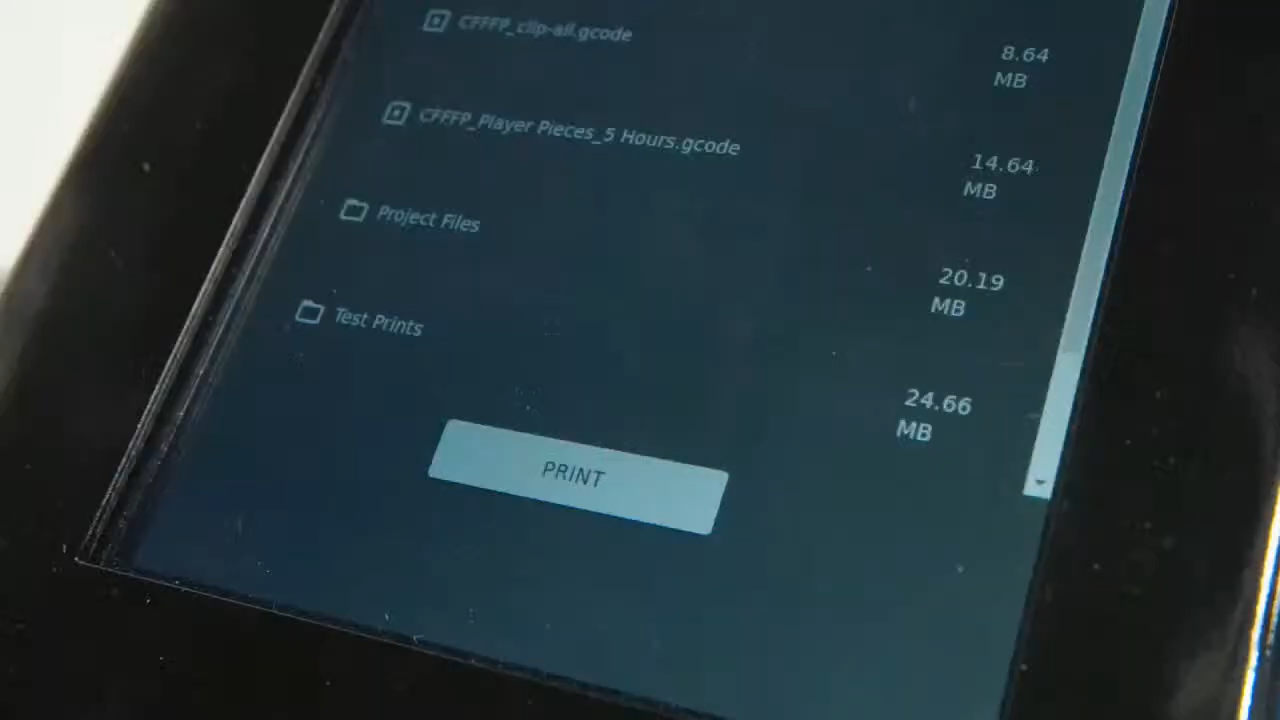 CFFFP_clip-all.gcode
8.64
MB
CFFFP_Player Pieces_5 Hours.gcode
14.64
MB
Project Files
20.19
MB
Test Prints
24.66
MB
PRINT